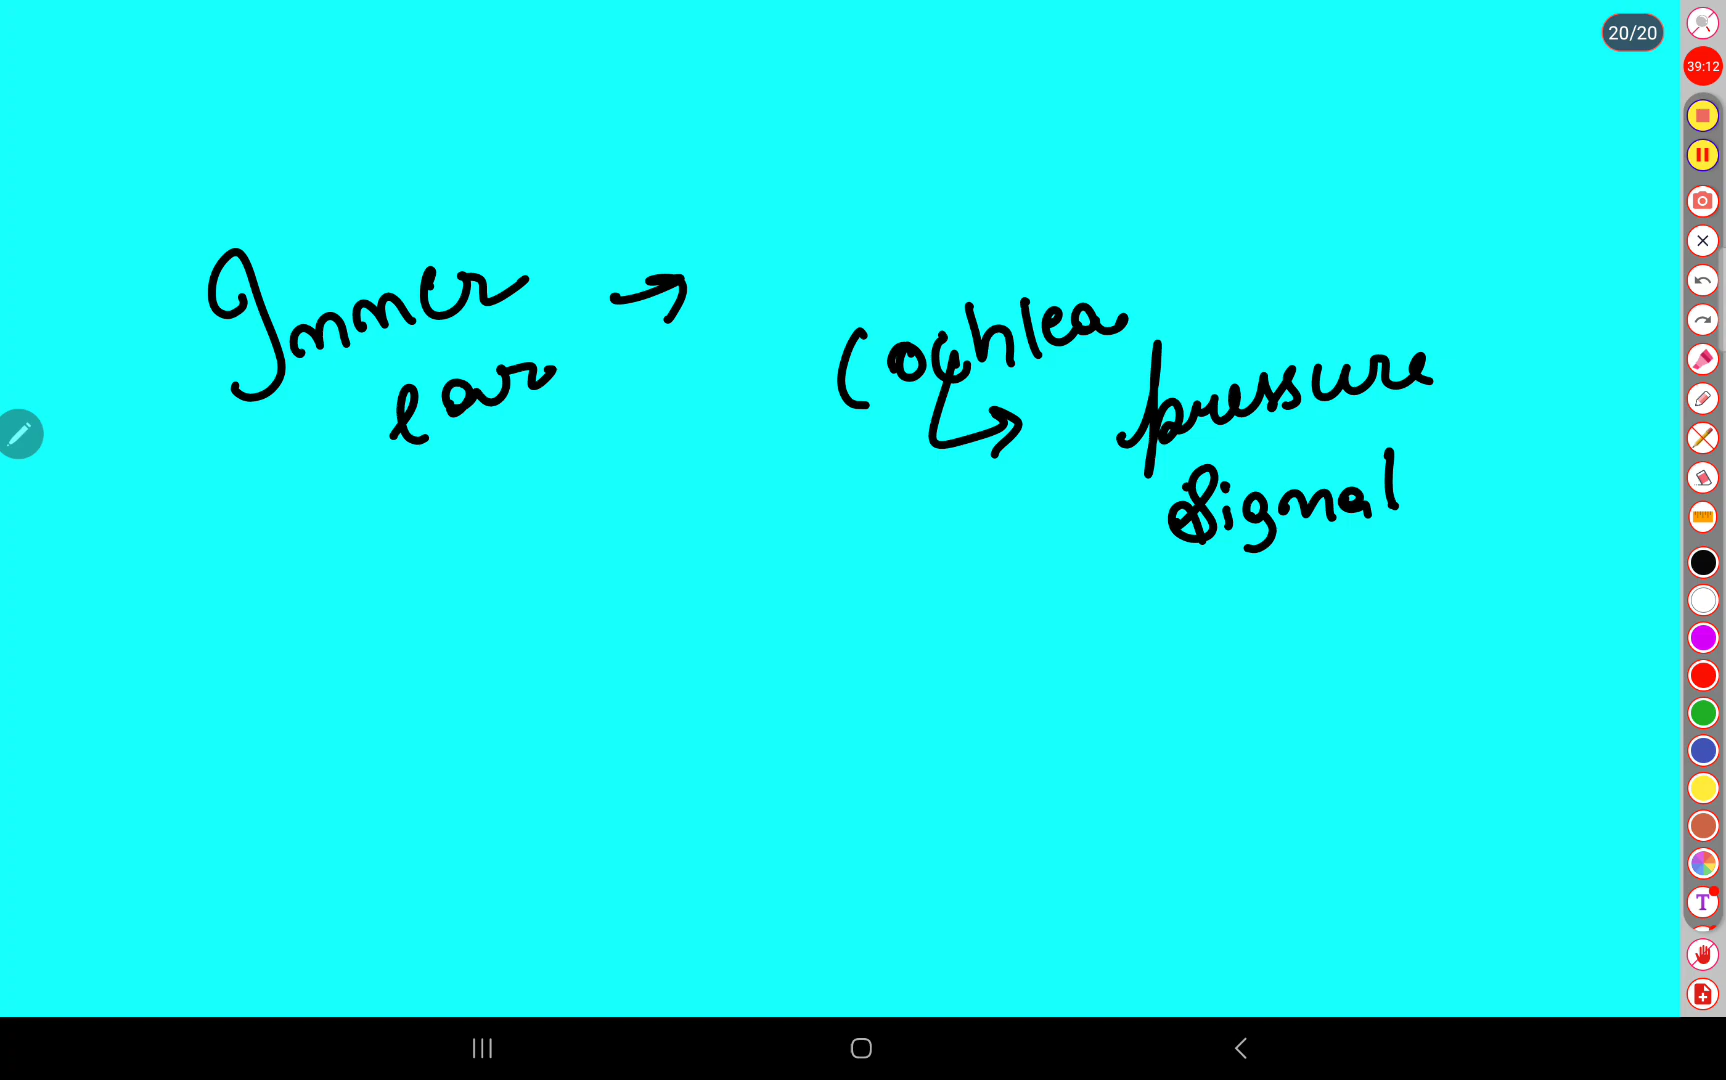 20/20
39:12
Inner → Cochlea
ear
↳ pressure
Signal
T